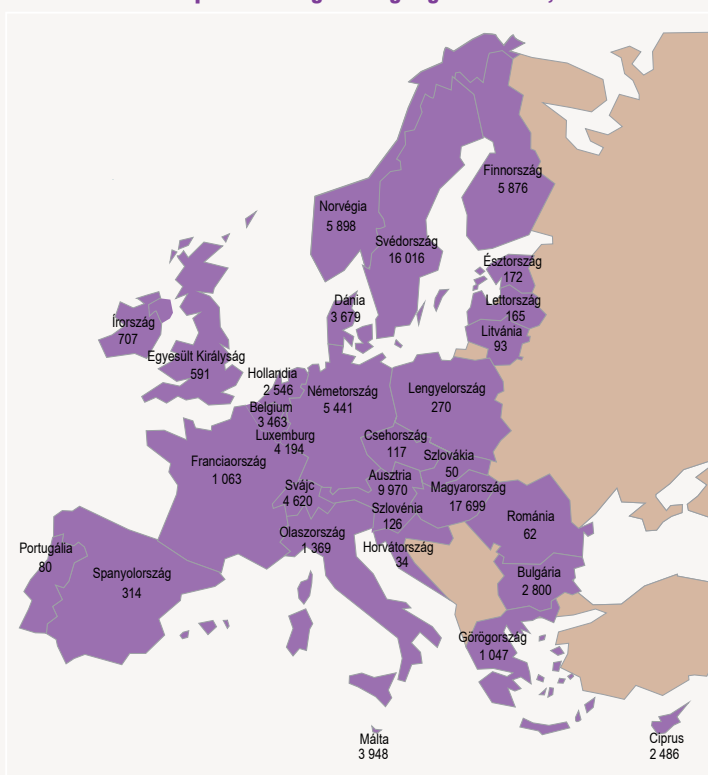 Finnország
5 876
Norvégia
5 898
Svédország
16 016
Észtország
172
Lettország
165
Litvánia
93
Dánia
3 679
Írország
707
Egyesült Királyság
591
Hollandia
2 546
Németország
5 441
Lengyelország
270
Belgium
3 463
Luxemburg
4 194
Csehország
117
Szlovákia
50
Franciaország
1 063
Ausztria
9 970
Magyarország
17 699
Svájc
4 620
Szlovénia
126
Románia
62
Olaszország
1 369
Horvátország
34
Portugália
80
Spanyolország
314
Bulgária
2 800
Görögország
1 047
Málta
3 948
Ciprus
2 486